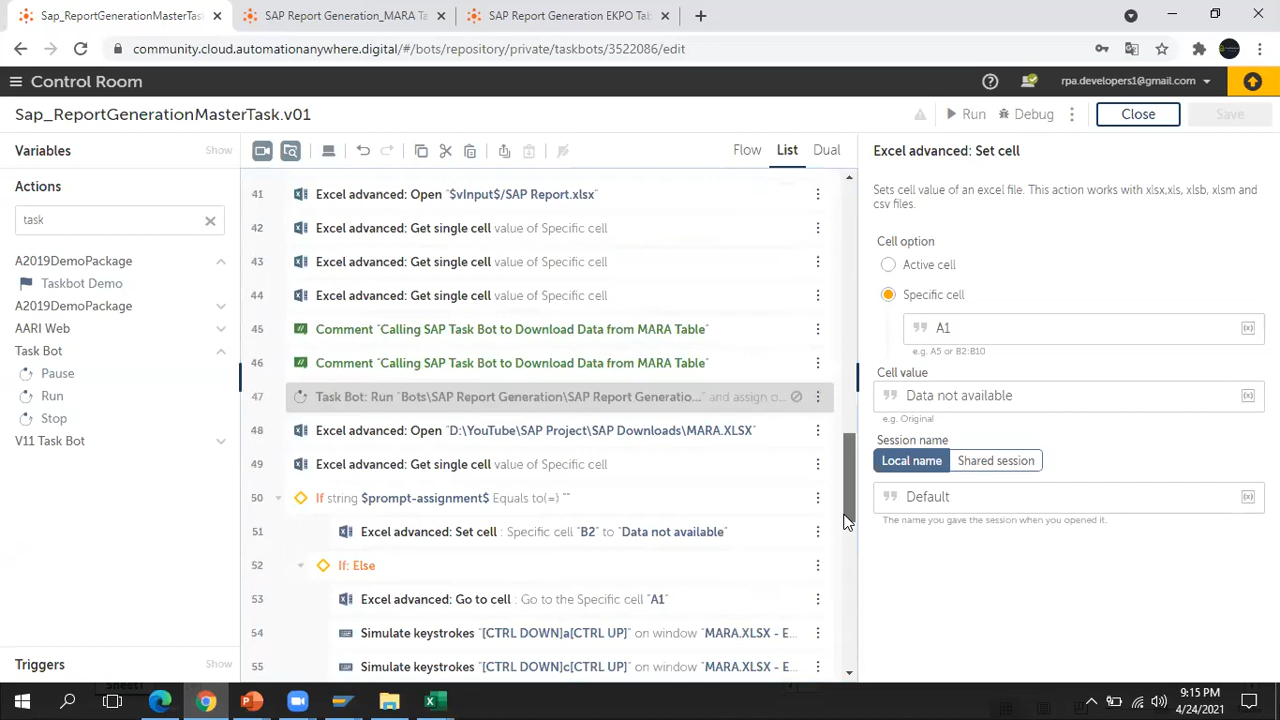 Sap_ReportGenerationMasterTask
SAP Report Generation_MARA T
SAP Report Generation EKPO Tab
community.cloud.automationanywhere.digital/#/bots/repository/private/taskbots/3522086/edit
Control Room
rpa.developers1@gmail.com
Sap_ReportGenerationMasterTask.v01
Run
Debug
Close
Save
Variables
Show
Flow
List
Dual
Excel advanced: Set cell
Actions
task
A2019DemoPackage
Taskbot Demo
A2019DemoPackage
AARI Web
Task Bot
Pause
Run
Stop
V11 Task Bot
Triggers
Show
41 Excel advanced: Open "$vInput$/SAP Report.xlsx"
42 Excel advanced: Get single cell value of Specific cell
43 Excel advanced: Get single cell value of Specific cell
44 Excel advanced: Get single cell value of Specific cell
45 Comment "Calling SAP Task Bot to Download Data from MARA Table"
46 Comment "Calling SAP Task Bot to Download Data from MARA Table"
47 Task Bot: Run "Bots\SAP Report Generation\SAP Report Generatio..." and assign o...
48 Excel advanced: Open "D:\YouTube\SAP Project\SAP Downloads\MARA.XLSX"
49 Excel advanced: Get single cell value of Specific cell
50 If string $prompt-assignment$ Equals to(=) ""
51 Excel advanced: Set cell : Specific cell "B2" to "Data not available"
52 If: Else
53 Excel advanced: Go to cell : Go to the Specific cell "A1"
54 Simulate keystrokes "[CTRL DOWN]a[CTRL UP]" on window "MARA.XLSX - E...
55 Simulate keystrokes "[CTRL DOWN]c[CTRL UP]" on window "MARA.XLSX - E...
Sets cell value of an excel file. This action works with xlsx,xls, xlsb, xlsm and
csv files.
Cell option
Active cell
Specific cell
A1
e.g. A5 or B2:B10
Cell value
Data not available
e.g. Original
Session name
Local name
Shared session
Default
The name you gave the session when you opened it.
9:15 PM
4/24/2021